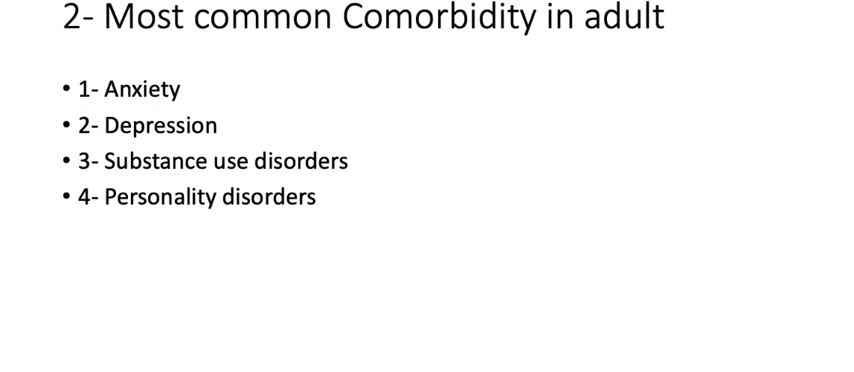 2- Most common Comorbidity in adult
• 1- Anxiety
• 2- Depression
• 3- Substance use disorders
• 4- Personality disorders